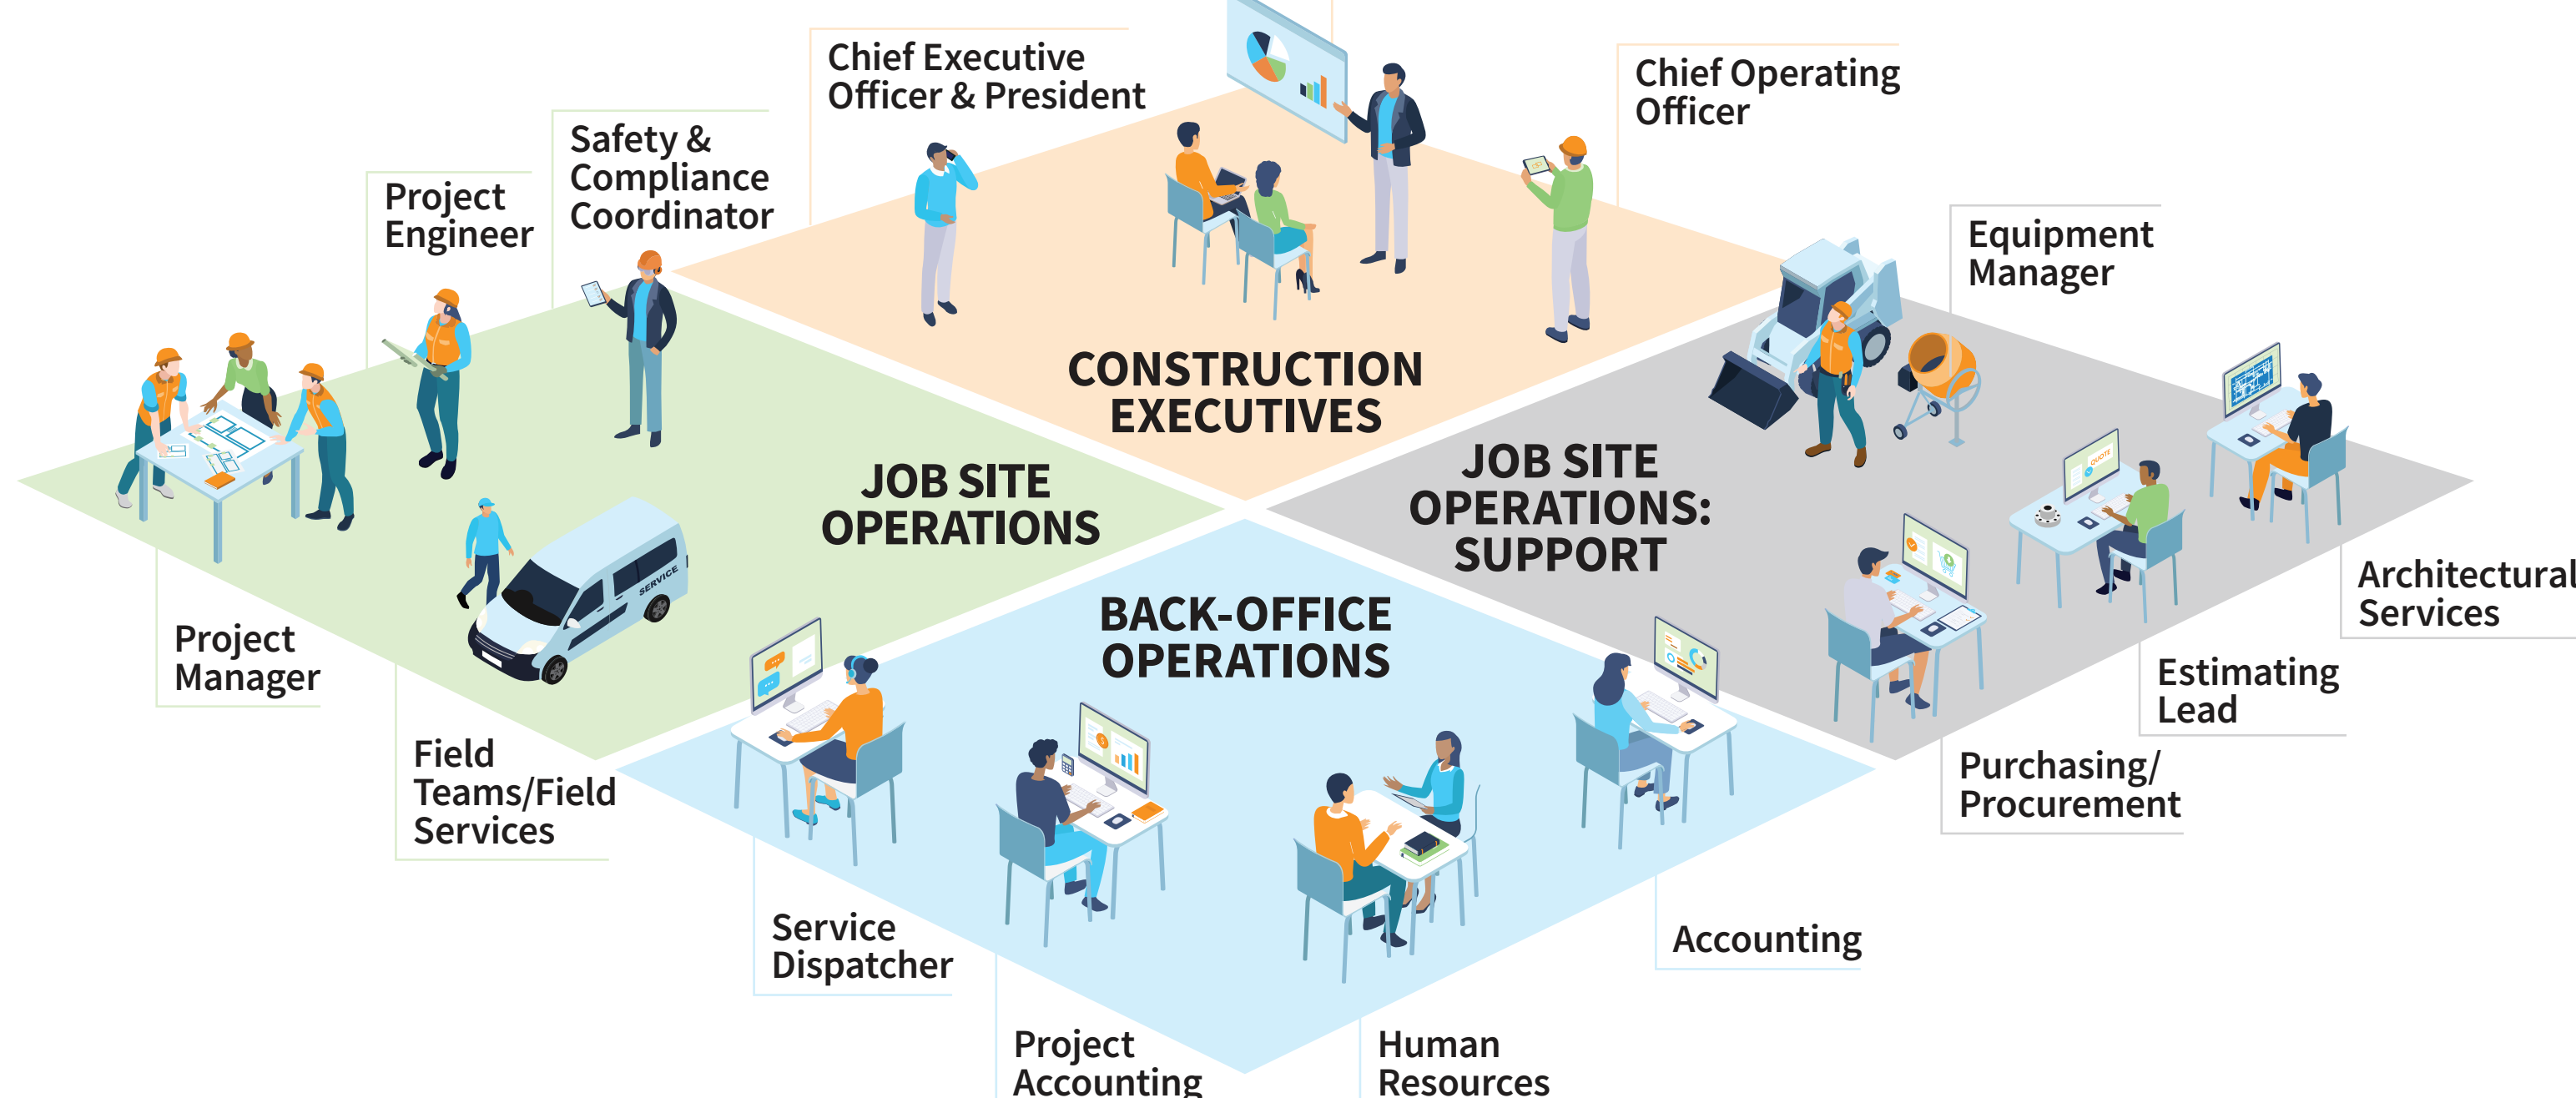 Chief Executive
Officer & President
Chief Operating
Officer
Safety &
Compliance
Coordinator
Project
Engineer
Equipment
Manager
CONSTRUCTION
EXECUTIVES
JOB SITE
OPERATIONS
JOB SITE
OPERATIONS:
SUPPORT
QUOTE
SERVICE
BACK-OFFICE
OPERATIONS
Architectural
Services
Project
Manager
Estimating
Lead
Field
Teams/Field
Services
Purchasing/
Procurement
Service
Dispatcher
Accounting
Project
Accounting
Human
Resources